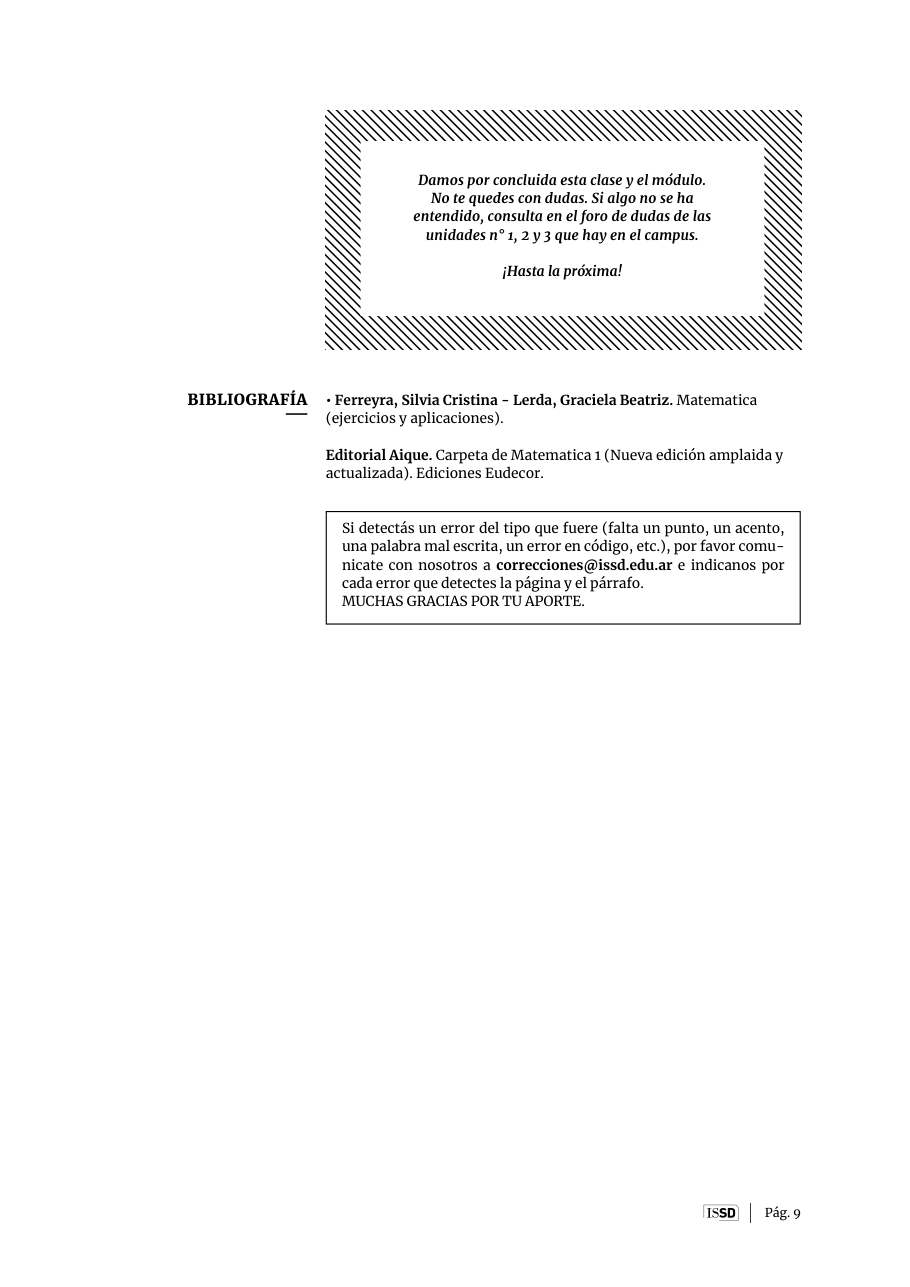 Damos por concluida esta clase y el módulo.
No te quedes con dudas. Si algo no se ha
entendido, consulta en el foro de dudas de las
unidades n° 1, 2 y 3 que hay en el campus.
¡Hasta la próxima!
BIBLIOGRAFÍA
• Ferreyra, Silvia Cristina - Lerda, Graciela Beatriz. Matematica
(ejercicios y aplicaciones).
Editorial Aique. Carpeta de Matematica 1 (Nueva edición amplaida y
actualizada). Ediciones Eudecor.
Si detectás un error del tipo que fuere (falta un punto, un acento,
una palabra mal escrita, un error en código, etc.), por favor comu-
nicate con nosotros a correcciones@issd.edu.ar e indicanos por
cada error que detectes la página y el párrafo.
MUCHAS GRACIAS POR TU APORTE.
ISSD Pág. 9